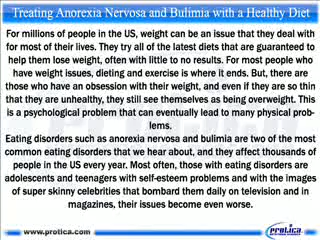 Treating Anorexia Nervosa and Bulimia with a Healthy Diet
For millions of people in the US, weight can be an issue that they deal with
for most of their lives. They try all of the latest diets that are guaranteed to
help them lose weight, often with little to no results. For most people who
have weight issues, dieting and exercise is where it ends. But, there are
those who have an obsession with their weight, and even if they are so thin
that they are unhealthy, they still see themselves as being overweight. This
is a psychological problem that can eventually lead to many physical prob-
lems.
Eating disorders such as anorexia nervosa and bulimia are two of the most
common eating disorders that we hear about, and they affect thousands of
people in the US every year. Most often, those with eating disorders are
adolescents and teenagers with self-esteem problems and with the images
of super skinny celebrities that bombard them daily on television and in
magazines, their issues become even worse.
www.protica.com
protica